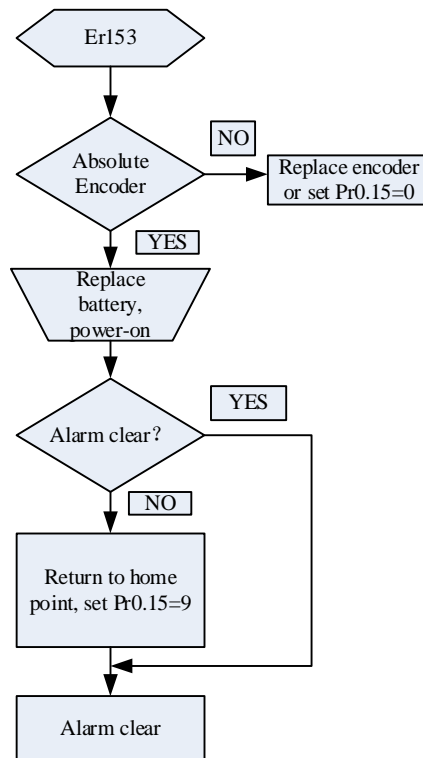 Er153
Absolute
Encoder
NO
Replace encoder
or set Pr0.15=0
YES
Replace
battery,
power-on
Alarm clear?
YES
NO
Return to home
point, set Pr0.15=9
Alarm clear